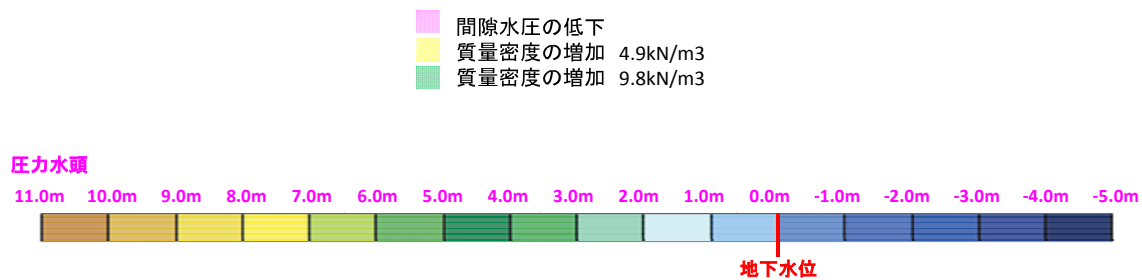 間隙水圧の低下
質量密度の増加 4.9kN/m3
質量密度の増加 9.8kN/m3
圧力水頭
11.0m 10.0m 9.0m 8.0m 7.0m 6.0m 5.0m 4.0m 3.0m 2.0m 1.0m 0.0m -1.0m -2.0m -3.0m -4.0m -5.0m
地下水位